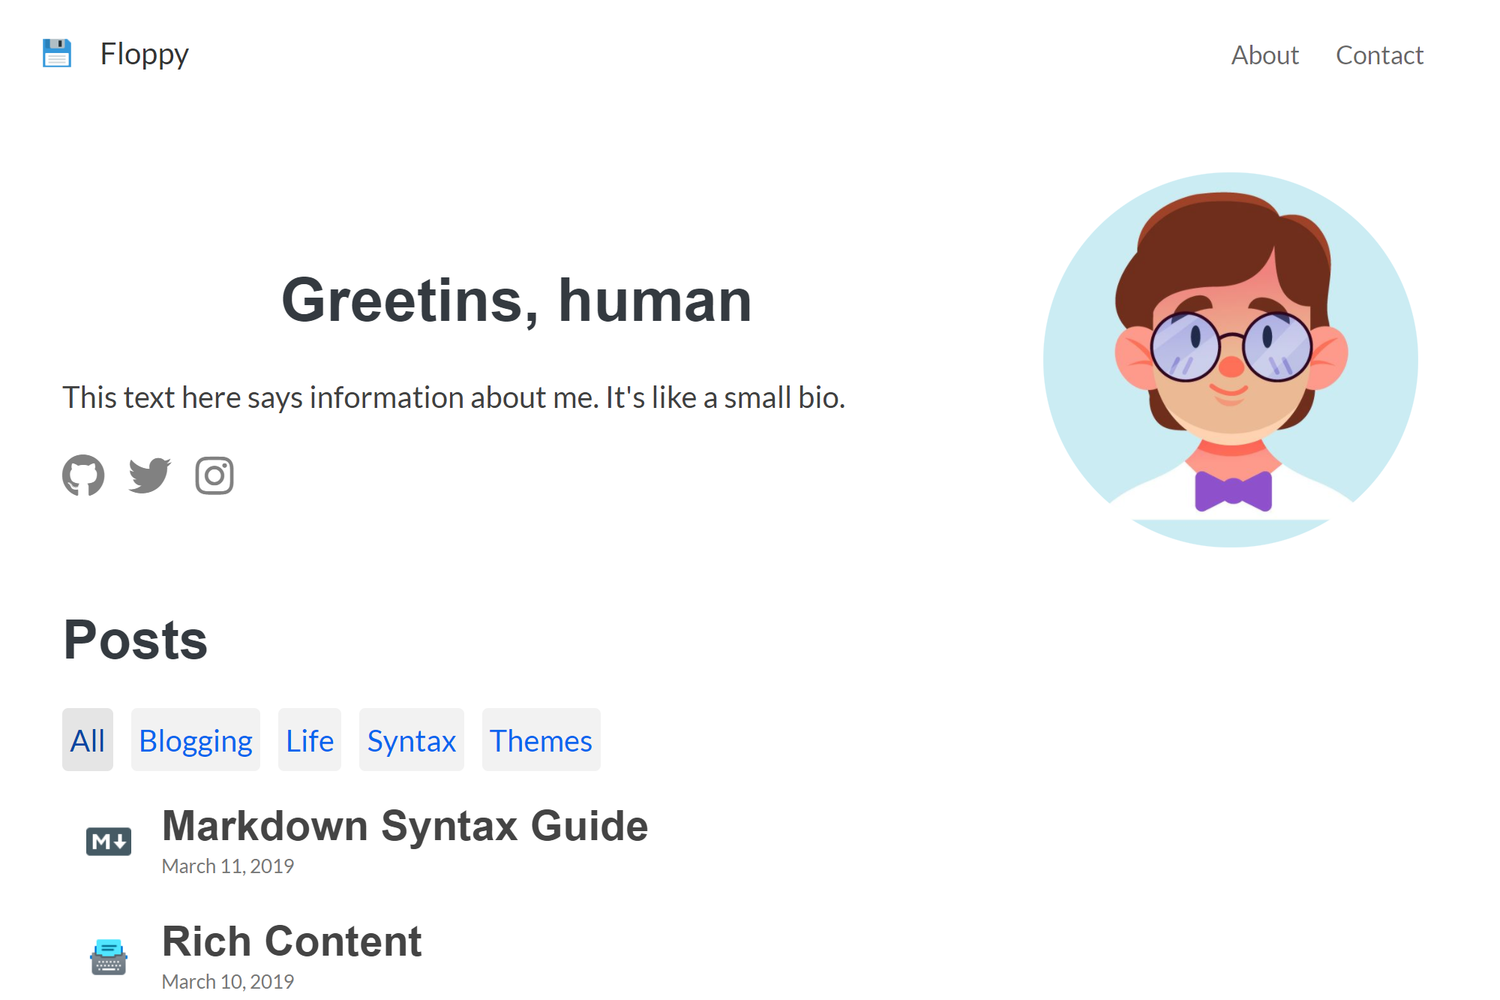 Floppy
About Contact
Greetins, human
This text here says information about me. It's like a small bio.
Posts
All Blogging Life Syntax Themes
M
Markdown Syntax Guide
March 11, 2019
Rich Content
March 10, 2019